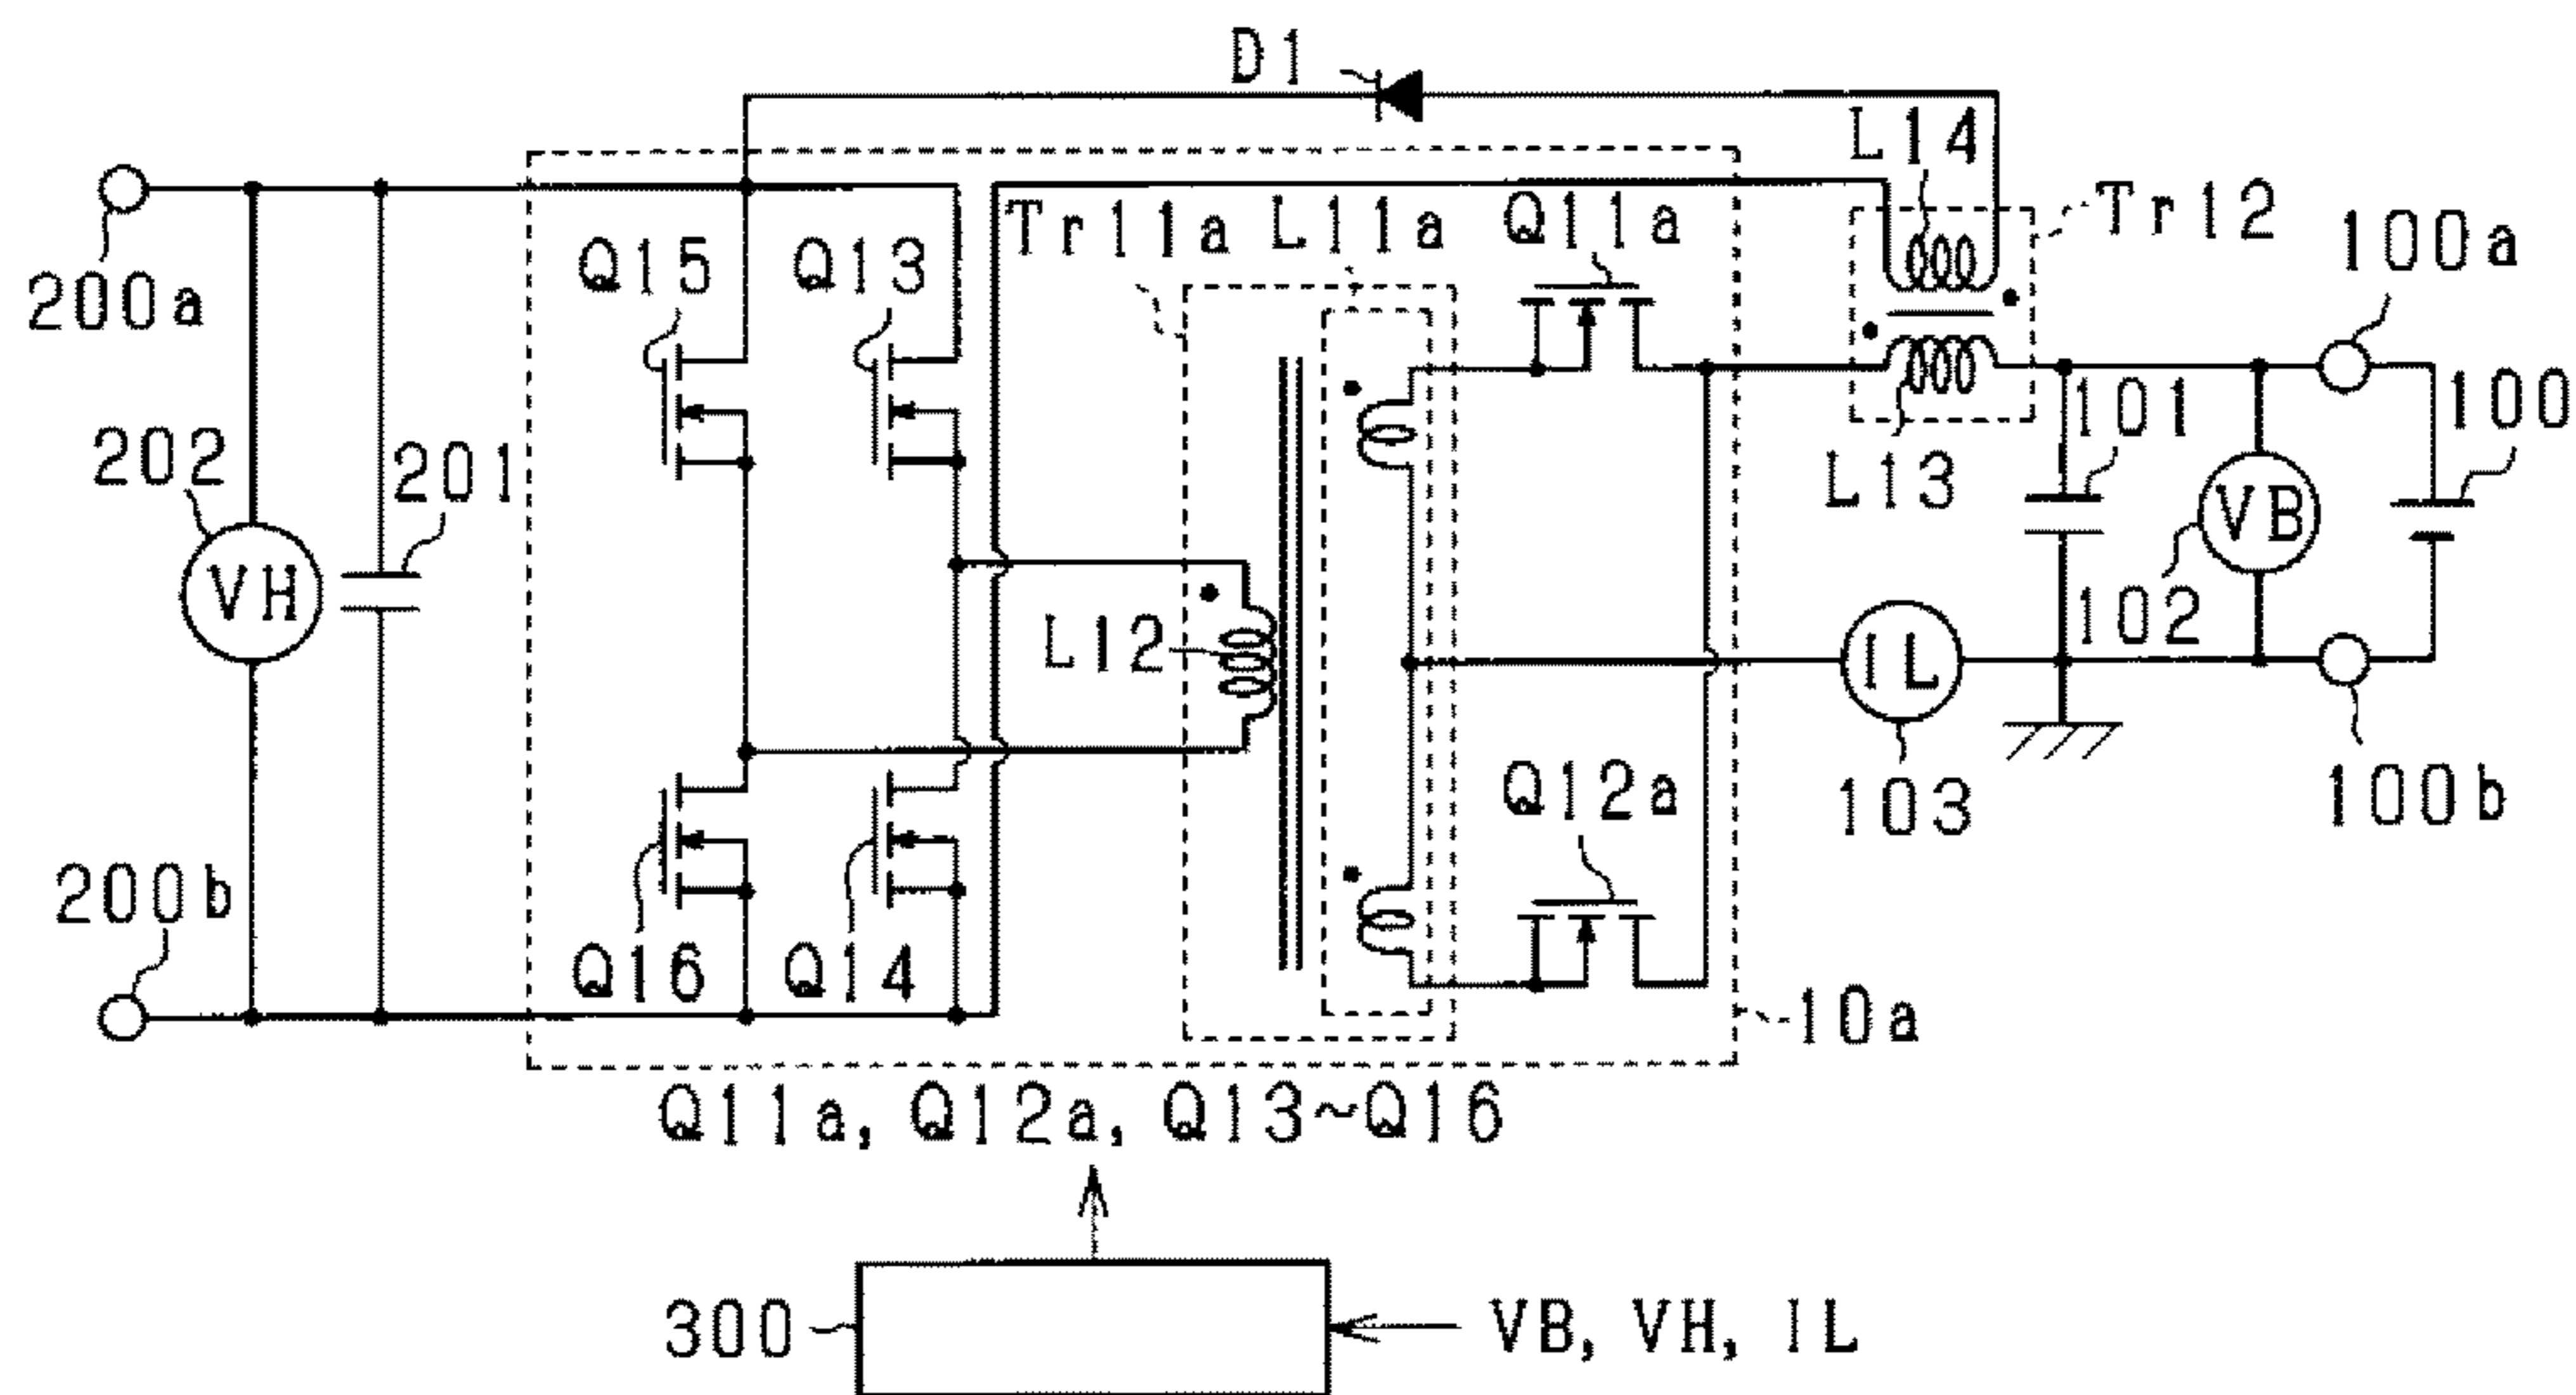 D1
L14
Tr12
Tr11a
L11a
Q11a
100a
200a
Q15
Q13
202
201
VH
L12
L13
101
VB
100
102
IL
103
100b
Q12a
200b
Q16
Q14
10a
Q11a, Q12a, Q13~Q16
300
VB, VH, IL